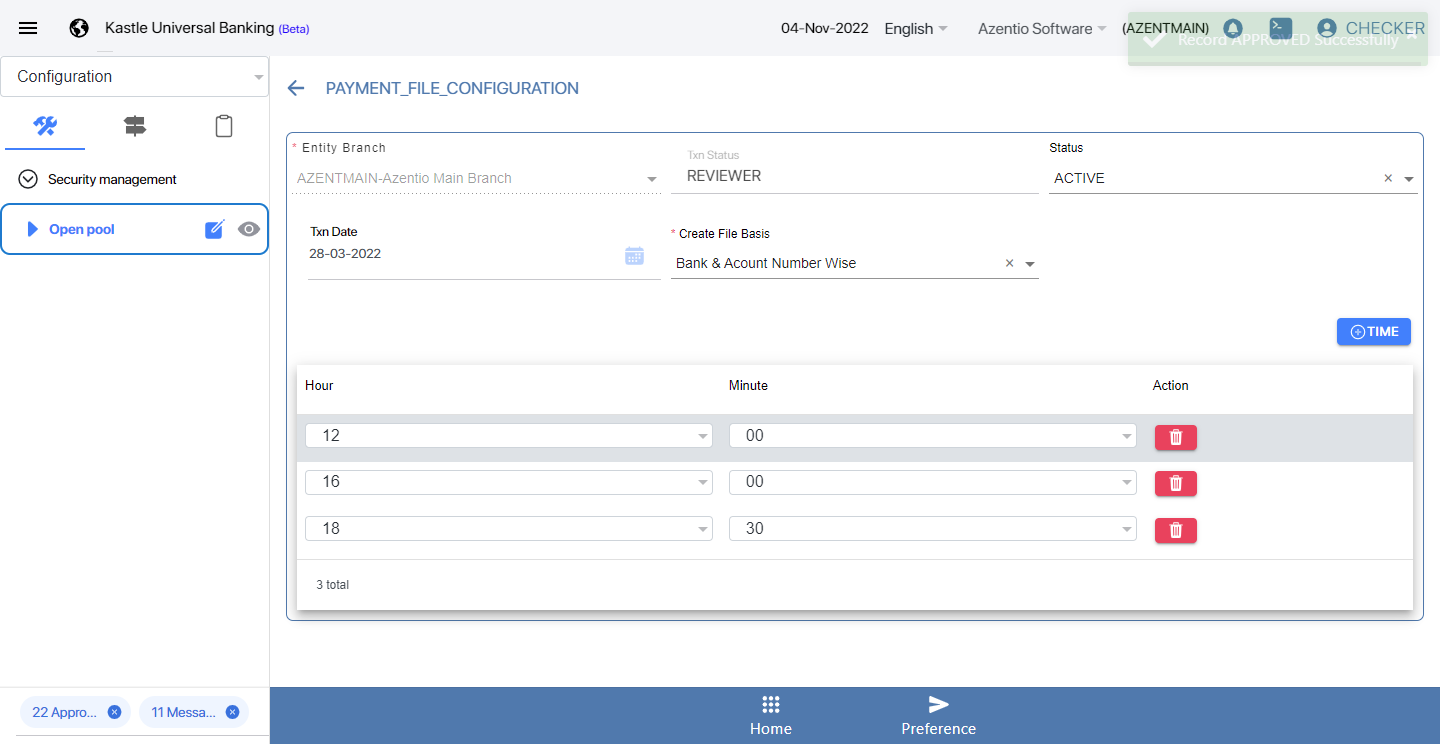 Kastle Universal Banking (Beta)
04-Nov-2022 English Azentio Software (AZENTMAIN) CHECKER
Record APPROVED Successfully
Configuration
PAYMENT_FILE_CONFIGURATION
Security management
Open pool
* Entity Branch
AZENTMAIN-Azentio Main Branch
Txn Status
REVIEWER
Status
ACTIVE
Txn Date
28-03-2022
* Create File Basis
Bank & Acount Number Wise
TIME
Hour Minute Action
12 00
16 00
18 30
3 total
22 Appro... 11 Messa...
Home Preference